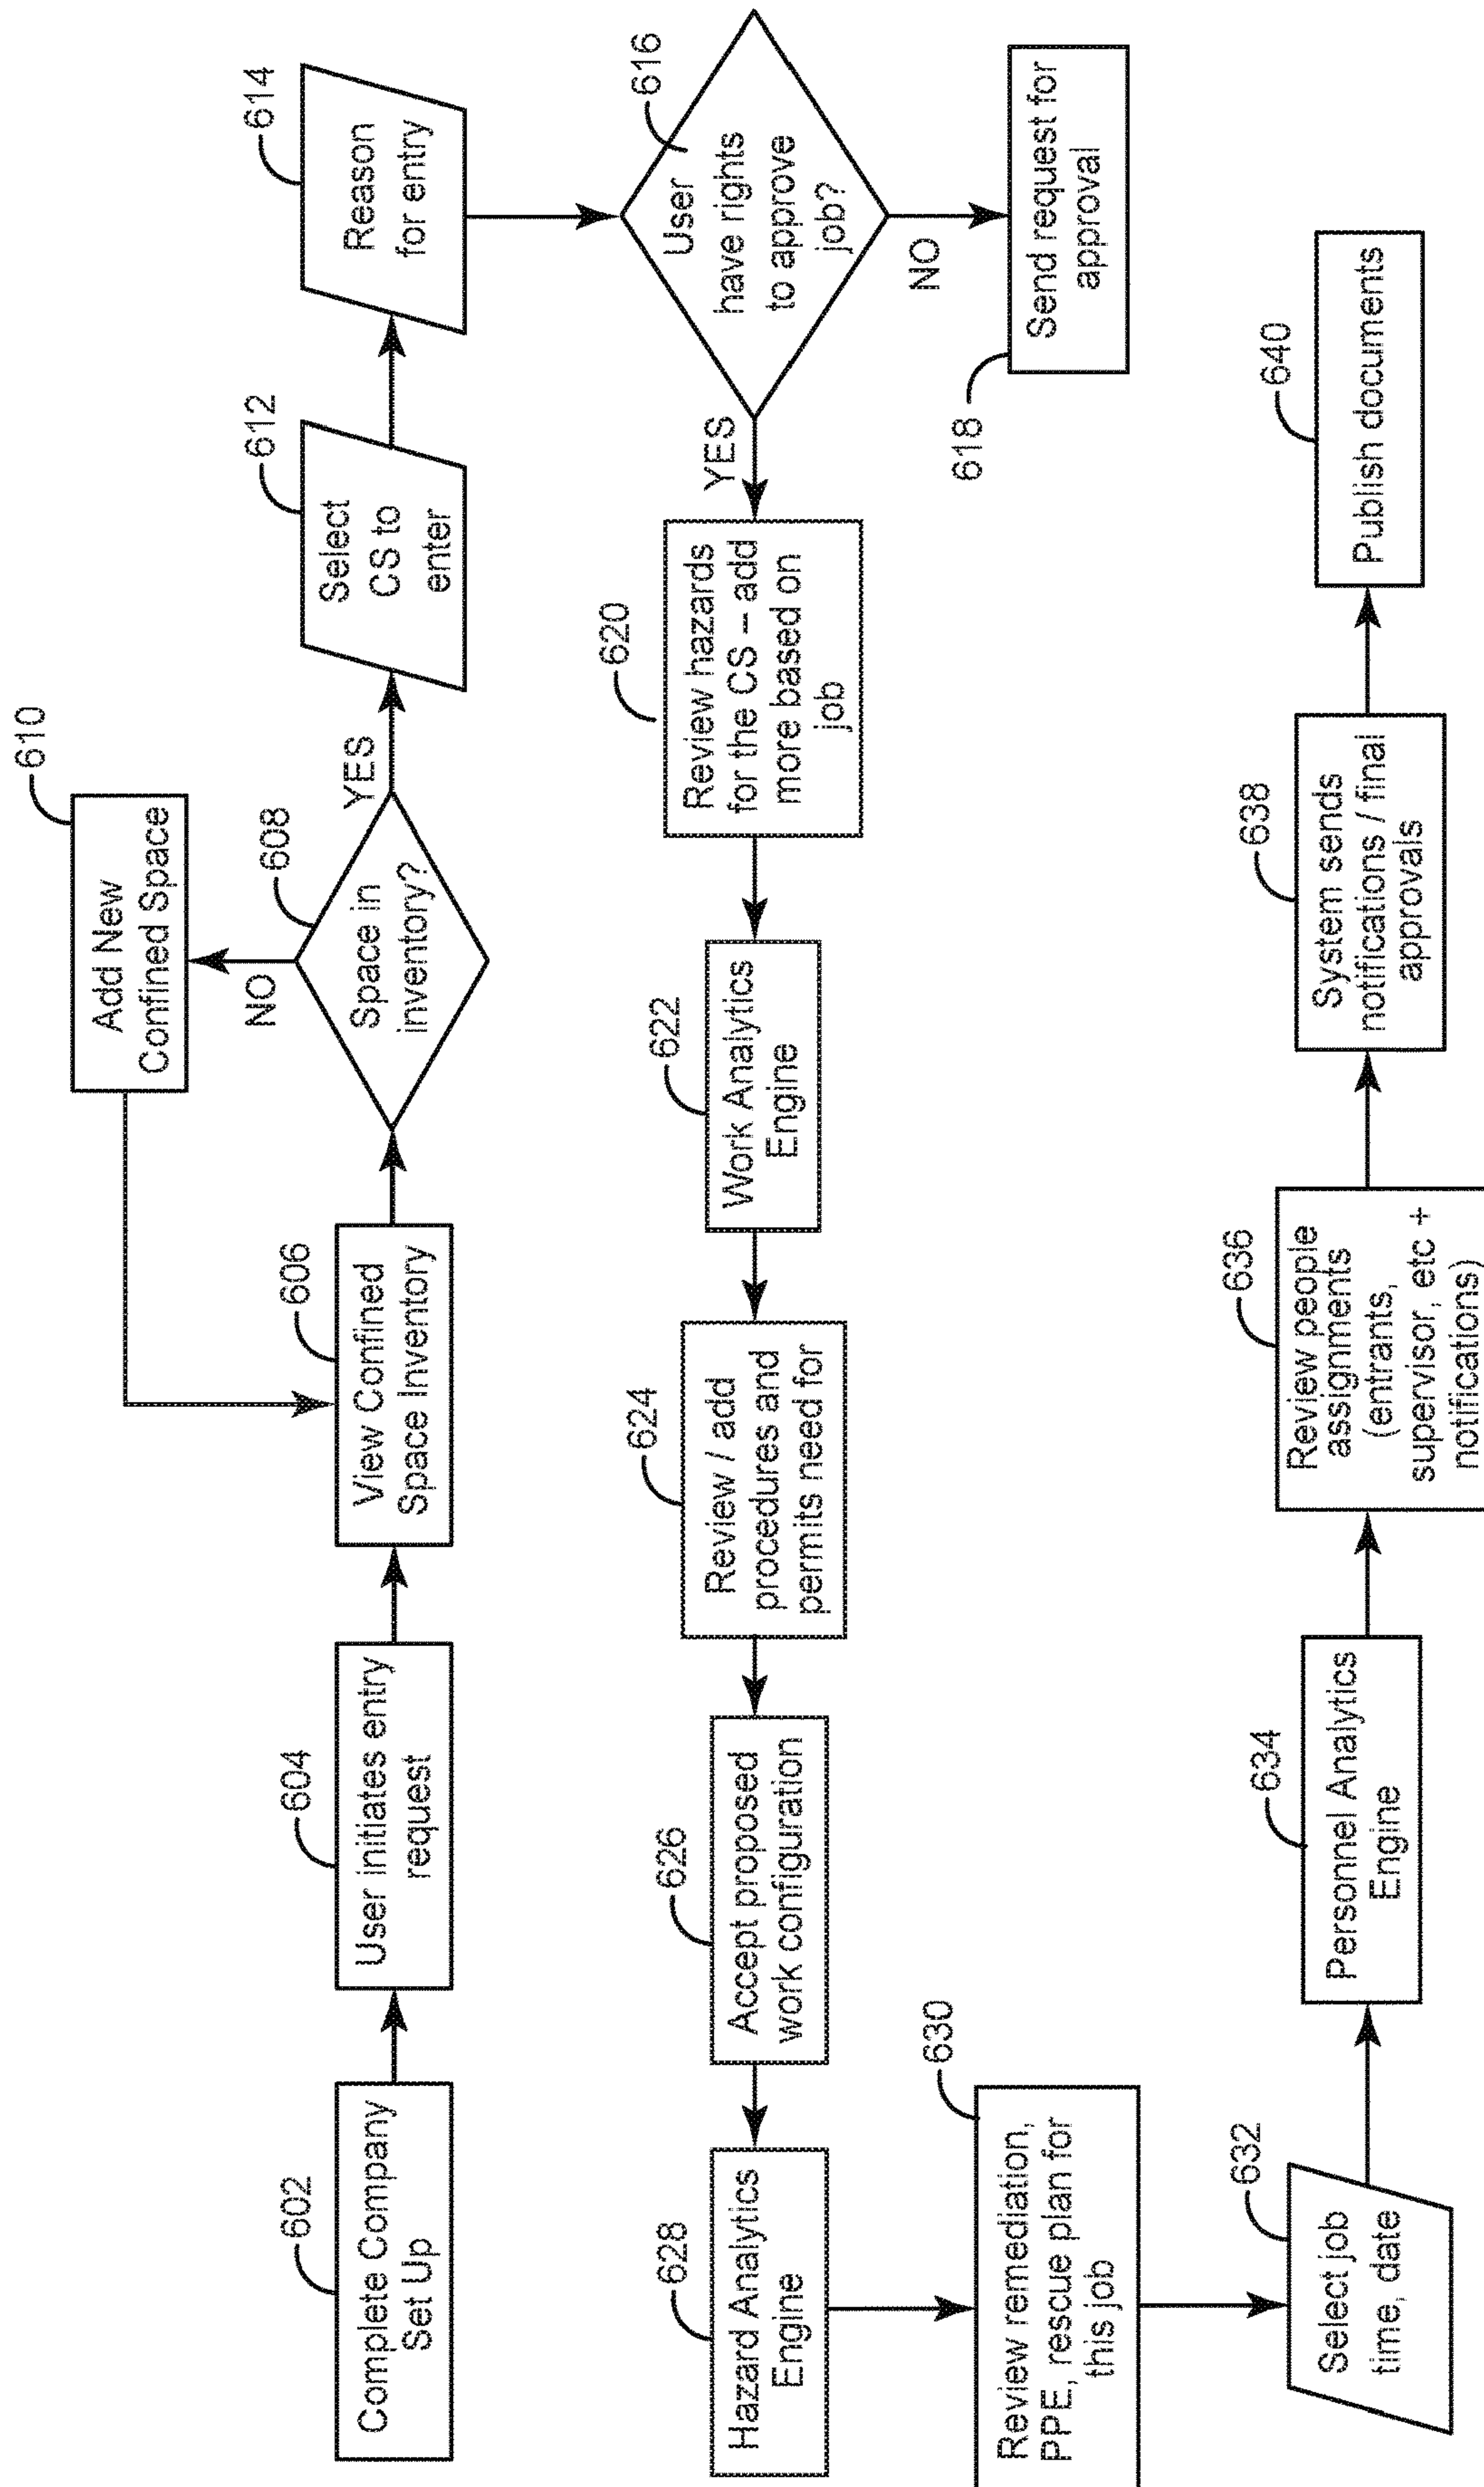 602
Complete Company
Set Up
604
User initiates entry
request
606
View Confined
Space Inventory
608
Space in
inventory?
NO
YES
610
Add New
Confined Space
612
Select
CS to
enter
614
Reason
for entry
616
User
have rights
to approve
job?
NO
YES
618
Send request for
approval
620
Review hazards
for the CS – add
more based on
job
622
Work Analytics
Engine
624
Review / add
procedures and
permits need for
626
Accept proposed
work configuration
628
Hazard Analytics
Engine
630
Review remediation,
PPE, rescue plan for
this job
632
Select job
time, date
634
Personnel Analytics
Engine
636
Review people
assignments
(entrants,
supervisor, etc +
notifications)
638
System sends
notifications / final
approvals
640
Publish documents